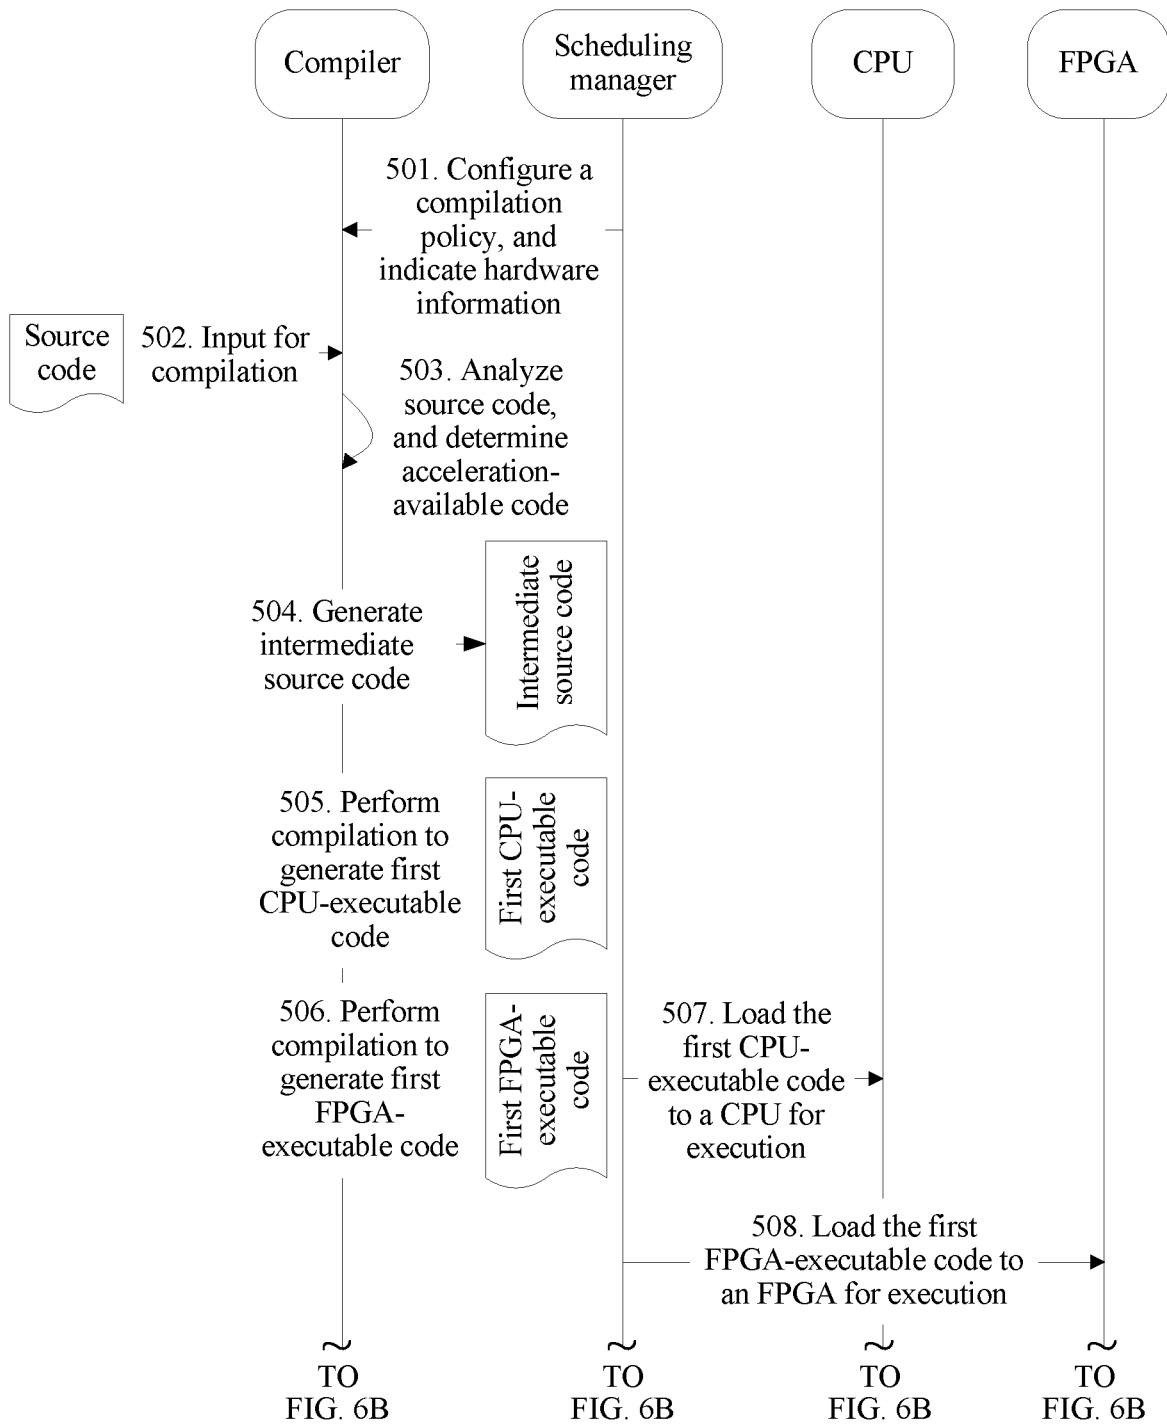 Compiler
Scheduling
manager
CPU
FPGA
501. Configure a
compilation
policy, and
indicate hardware
information
Source
code
502. Input for
compilation
503. Analyze
source code,
and determine
acceleration-
available code
504. Generate
intermediate
source code
Intermediate
source code
505. Perform
compilation to
generate first
CPU-executable
code
First CPU-
executable
code
506. Perform
compilation to
generate first
FPGA-
executable code
First FPGA-
executable
code
507. Load the
first CPU-
executable code
to a CPU for
execution
508. Load the first
FPGA-executable code to
an FPGA for execution
TO
FIG. 6B
TO
FIG. 6B
TO
FIG. 6B
TO
FIG. 6B